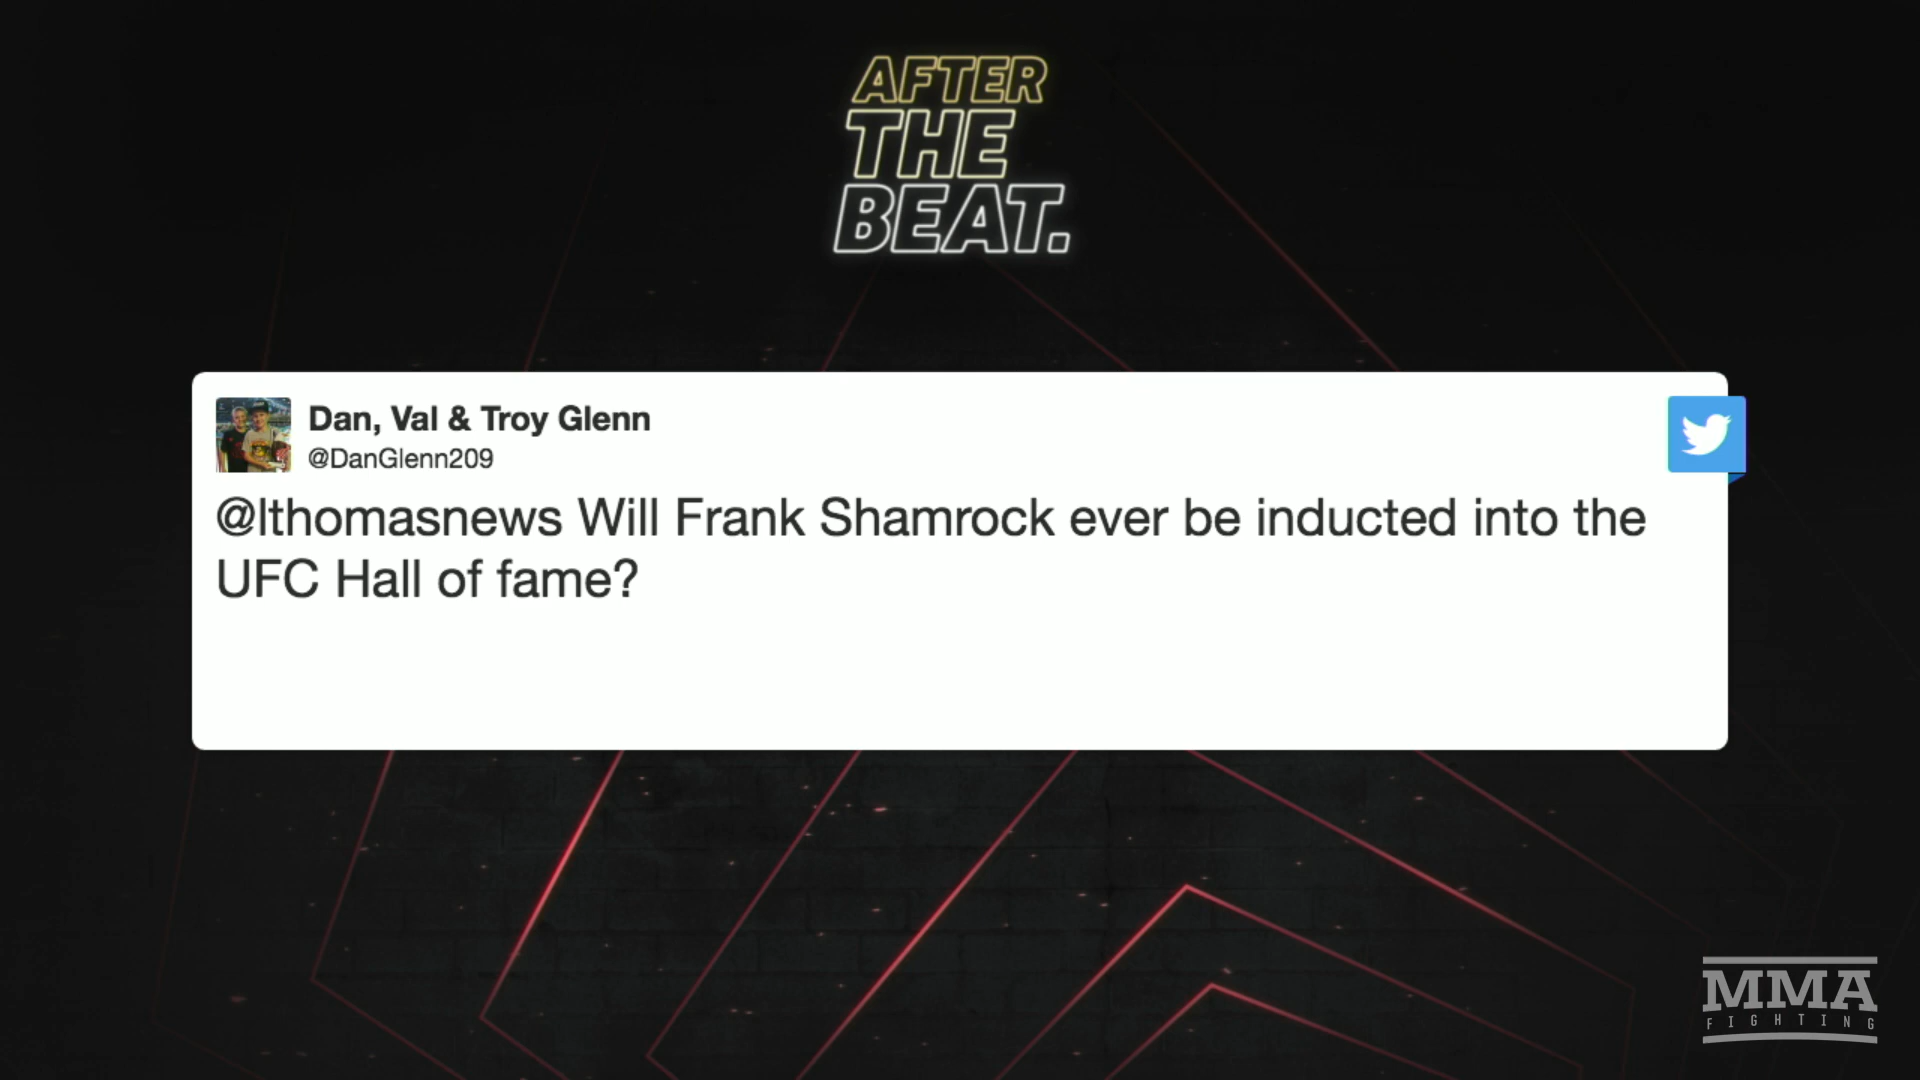 AFTER
THE
BEAT.
Dan, Val & Troy Glenn
@DanGlenn209
@lthomasnews Will Frank Shamrock ever be inducted into the
UFC Hall of fame?
MMA
FIGHTING